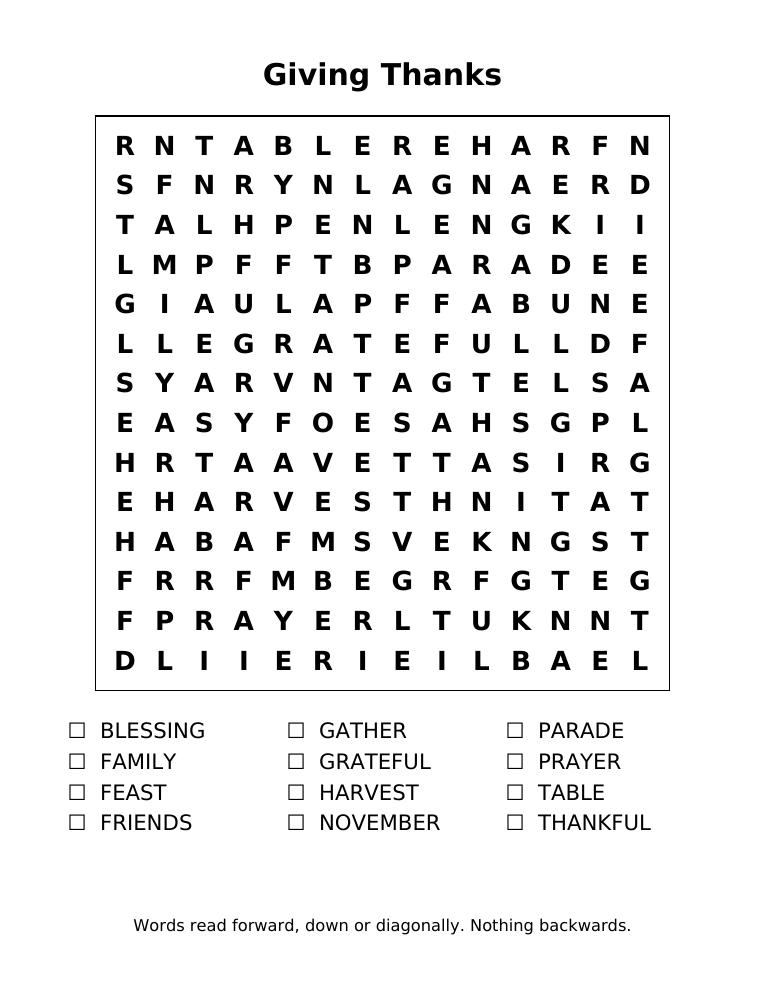 Giving Thanks
R N T A B L E R E H A R F N
S F N R Y N L A G N A E R D
T A L H P E N L E N G K I I
L M P F F T B P A R A D E E
G I A U L A P F F A B U N E
L L E G R A T E F U L L D F
S Y A R V N T A G T E L S A
E A S Y F O E S A H S G P L
H R T A A V E T T A S I R G
E H A R V E S T H N I T A T
H A B A F M S V E K N G S T
F R R F M B E G R F G T E G
F P R A Y E R L T U K N N T
D L I I E R I E I L B A E L
☐ BLESSING ☐ GATHER ☐ PARADE
☐ FAMILY ☐ GRATEFUL ☐ PRAYER
☐ FEAST ☐ HARVEST ☐ TABLE
☐ FRIENDS ☐ NOVEMBER ☐ THANKFUL
Words read forward, down or diagonally. Nothing backwards.